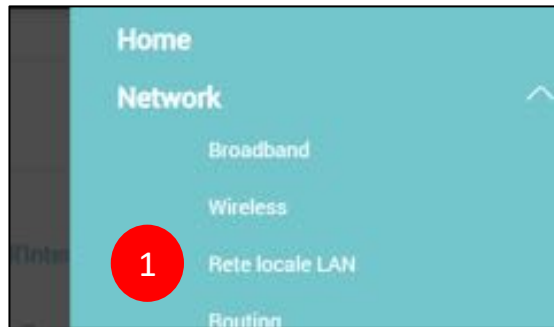 Home
Network
Broadband
Wireless
1 Rete locale LAN
Routing